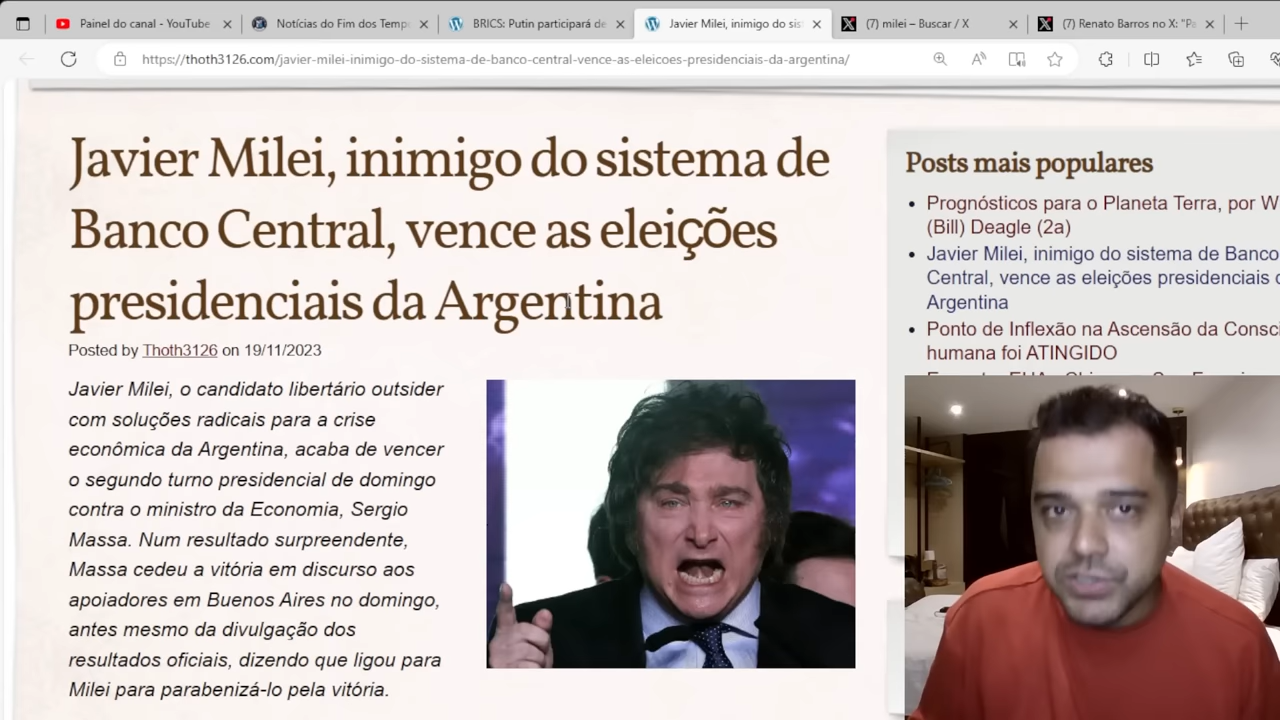 Painel do canal - YouTube
Notícias do Fim dos Temp
BRICS: Putin participará de
Javier Milei, inimigo do sis
(7) milei – Buscar / X
(7) Renato Barros no X: "Pa
https://thoth3126.com/javier-milei-inimigo-do-sistema-de-banco-central-vence-as-eleicoes-presidenciais-da-argentina/
Javier Milei, inimigo do sistema de
Banco Central, vence as eleições
presidenciais da Argentina
Posted by Thoth3126 on 19/11/2023
Javier Milei, o candidato libertário outsider
com soluções radicais para a crise
econômica da Argentina, acaba de vencer
o segundo turno presidencial de domingo
contra o ministro da Economia, Sergio
Massa. Num resultado surpreendente,
Massa cedeu a vitória em discurso aos
apoiadores em Buenos Aires no domingo,
antes mesmo da divulgação dos
resultados oficiais, dizendo que ligou para
Milei para parabenizá-lo pela vitória.
Posts mais populares
Prognósticos para o Planeta Terra, por W
(Bill) Deagle (2a)
Javier Milei, inimigo do sistema de Banco
Central, vence as eleições presidenciais d
Argentina
Ponto de Inflexão na Ascensão da Consci
humana foi ATINGIDO